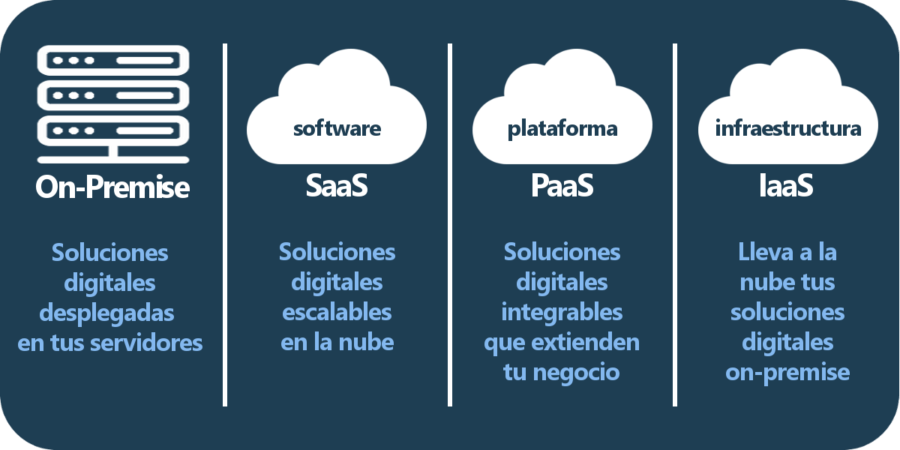 On-Premise
Soluciones
digitales
desplegadas
en tus servidores
software
SaaS
Soluciones
digitales
escalables
en la nube
plataforma
PaaS
Soluciones
digitales
integrables
que extienden
tu negocio
infraestructura
IaaS
Lleva a la
nube tus
soluciones
digitales
on-premise